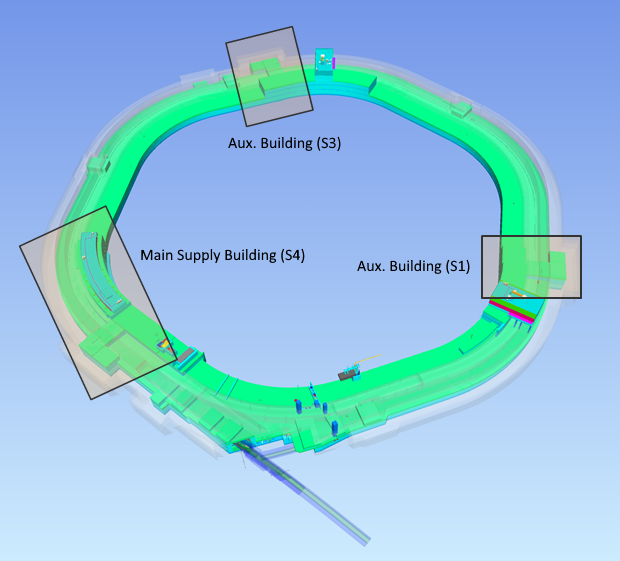 Aux. Building (S3)
Main Supply Building (S4)
Aux. Building (S1)